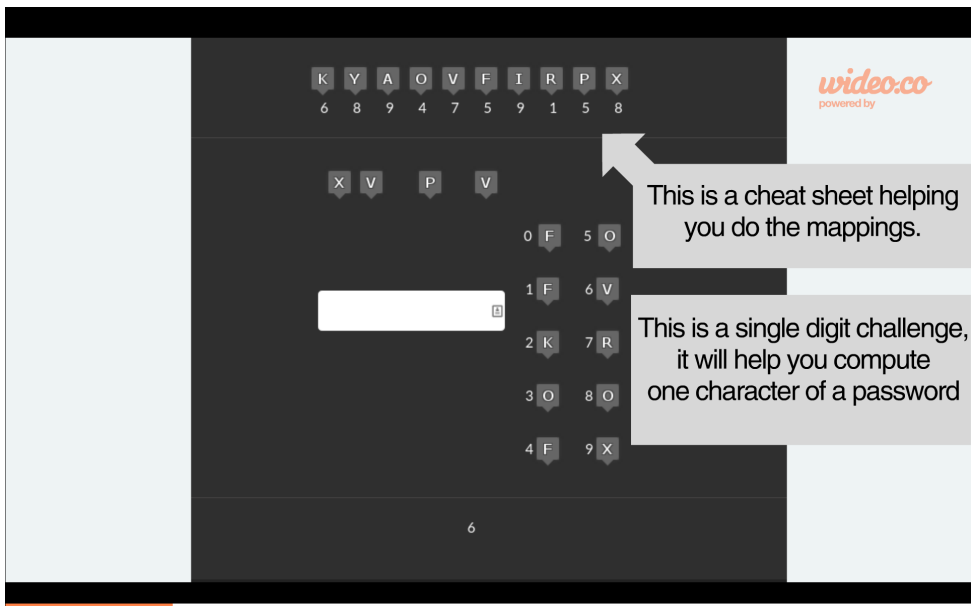 K Y A O V F I R P X
6 8 9 4 7 5 9 1 5 8
wideo.co
powered by
X V P V
This is a cheat sheet helping
you do the mappings.
0 F 5 O
1 F 6 V
2 K 7 R
3 O 8 O
4 F 9 X
This is a single digit challenge,
it will help you compute
one character of a password
6